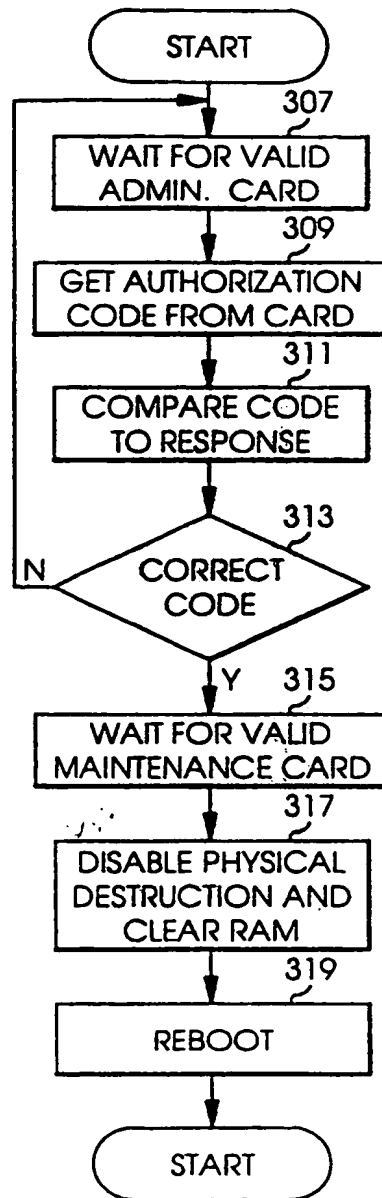 START
307
WAIT FOR VALID
ADMIN. CARD
309
GET AUTHORIZATION
CODE FROM CARD
311
COMPARE CODE
TO RESPONSE
313
CORRECT
CODE
N
Y
315
WAIT FOR VALID
MAINTENANCE CARD
317
DISABLE PHYSICAL
DESTRUCTION AND
CLEAR RAM
319
REBOOT
START